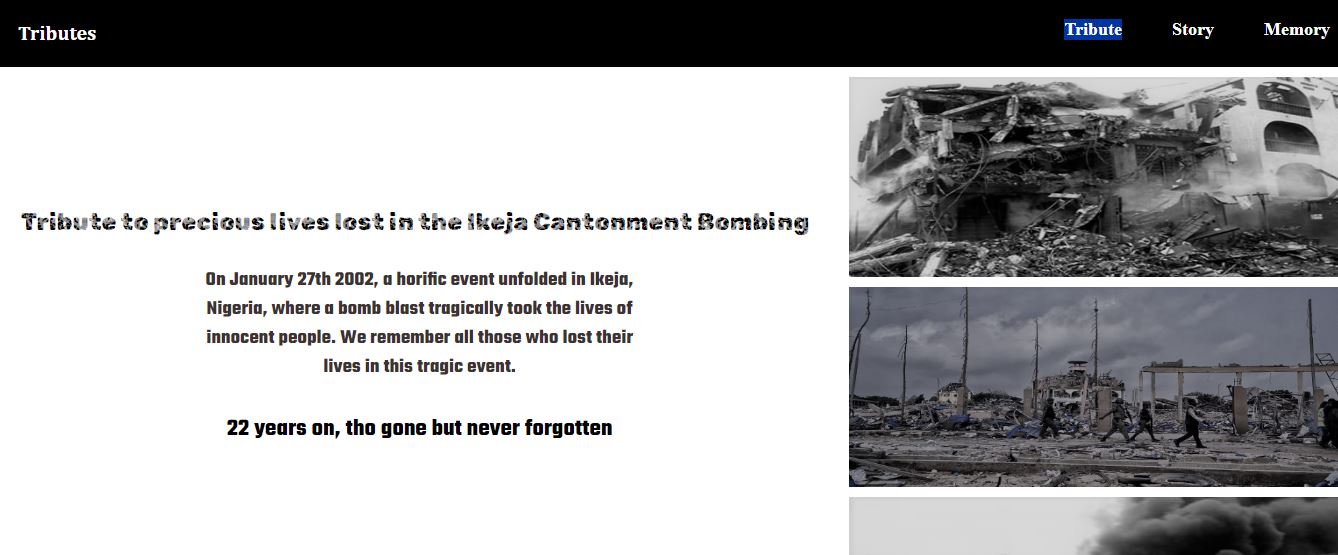 Tributes
Tribute Story Memory
Tribute to precious lives lost in the Ikeja Cantonment Bombing
On January 27th 2002, a horific event unfolded in Ikeja,
Nigeria, where a bomb blast tragically took the lives of
innocent people. We remember all those who lost their
lives in this tragic event.
22 years on, tho gone but never forgotten